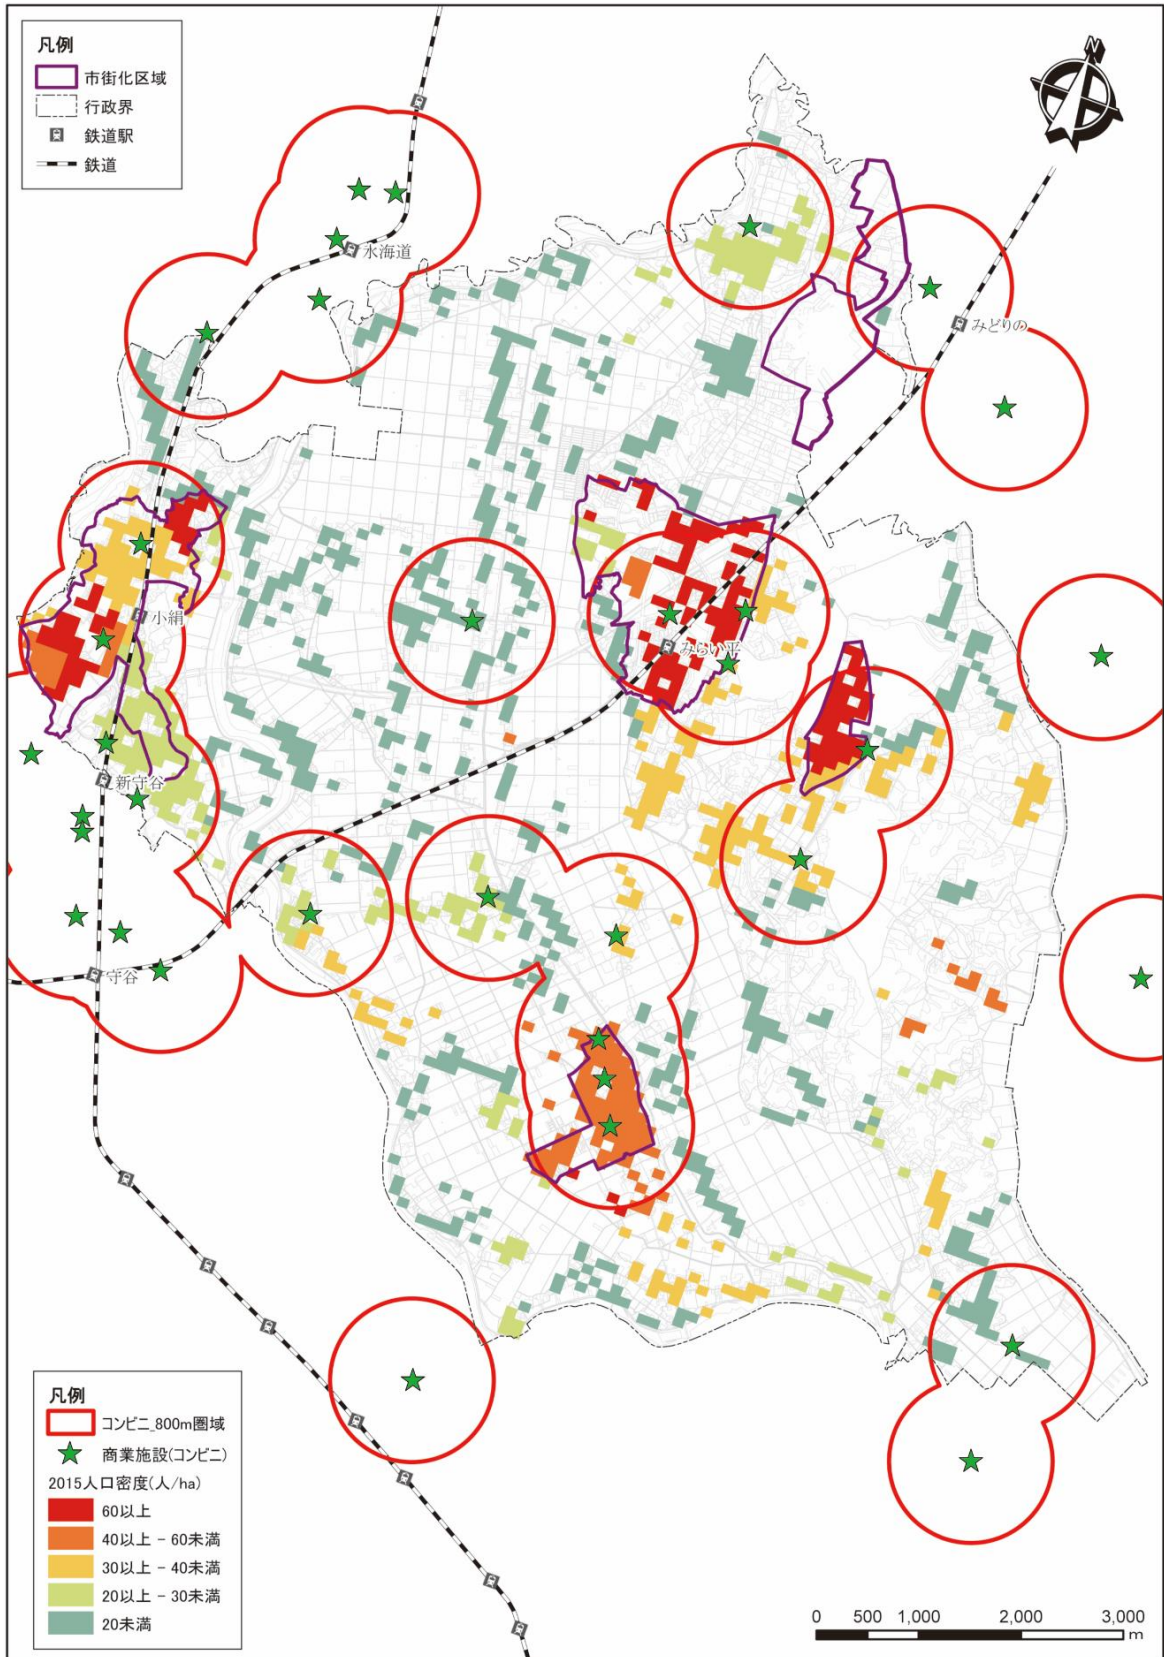 凡例
市街化区域
行政界
鉄道駅
鉄道
N
水海道
みどりの
小絹
みらい平
新守谷
守谷
凡例
コンビニ_800m圏域
商業施設(コンビニ)
2015人口密度(人/ha)
60以上
40以上 - 60未満
30以上 - 40未満
20以上 - 30未満
20未満
0 500 1,000 2,000 3,000
m